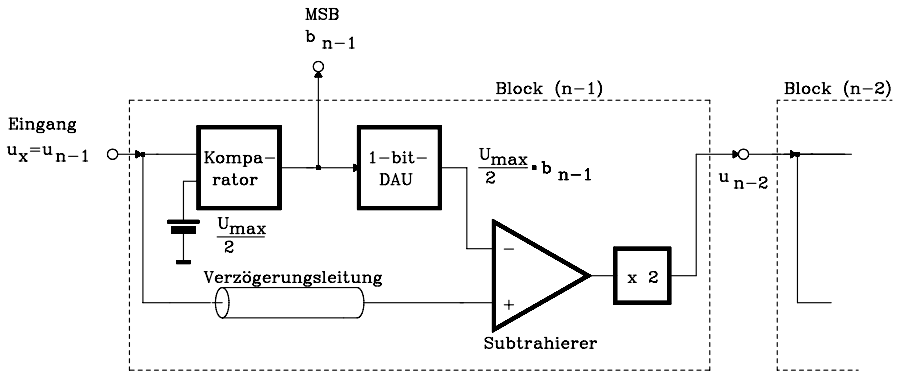 MSB
b n-1
Block (n-1)
Block (n-2)
Eingang
ux=un-1
Kompa-
rator
1-bit-
DAU
Umax
2
· b n-1
Umax
2
un-2
Verzögerungsleitung
−
+
x 2
Subtrahierer